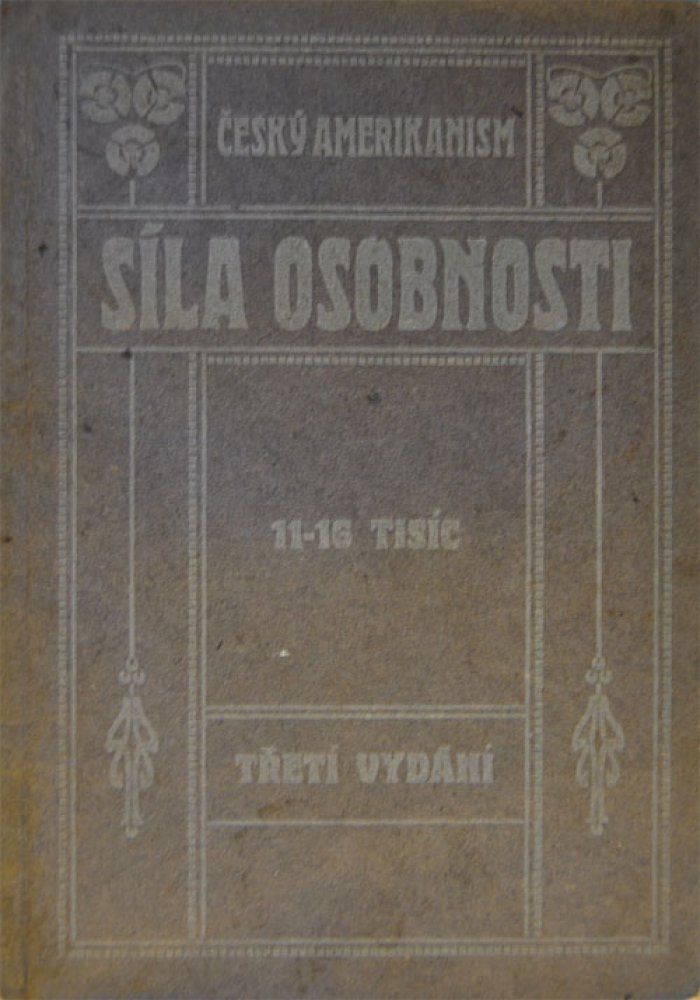 ČESKÝ AMERIKANISM
SÍLA OSOBNOSTI
11-16 TISÍC
TŘETÍ VYDÁNÍ